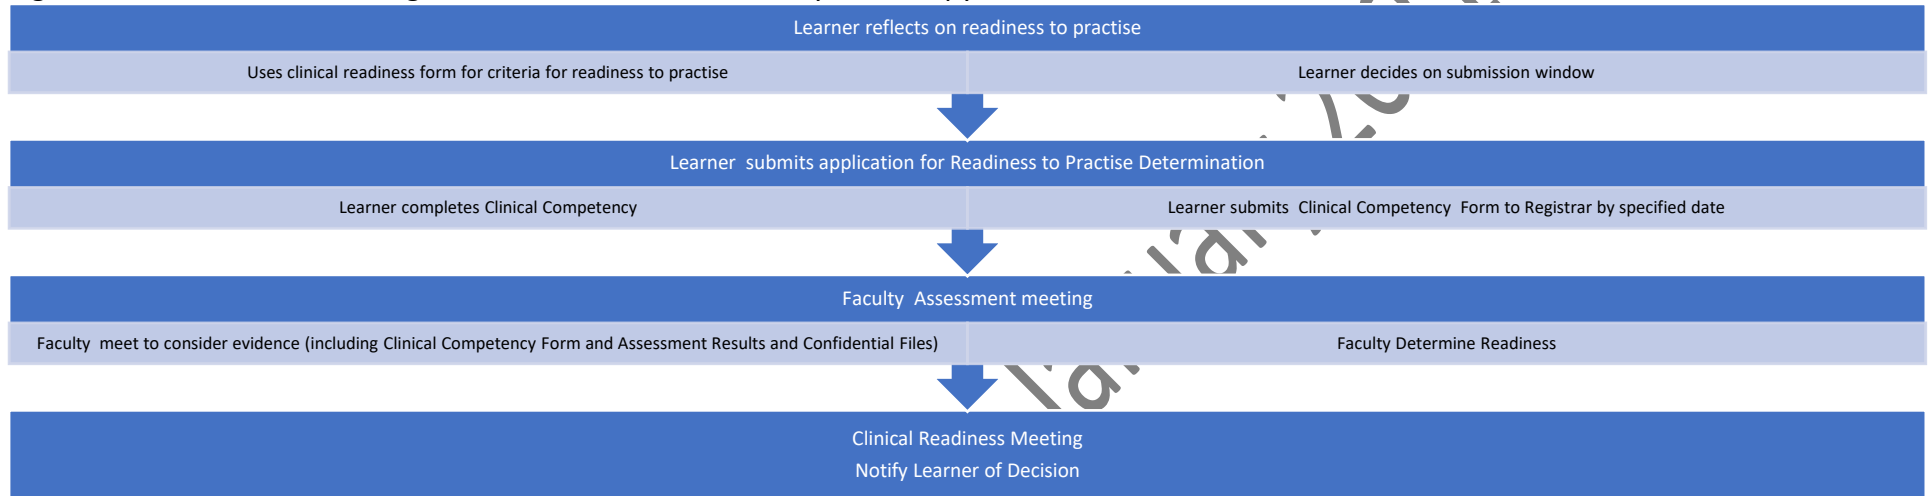 Learner reflects on readiness to practise
Uses clinical readiness form for criteria for readiness to practise
Learner decides on submission window
Learner submits application for Readiness to Practise Determination
Learner completes Clinical Competency
Learner submits Clinical Competency Form to Registrar by specified date
Faculty Assessment meeting
Faculty meet to consider evidence (including Clinical Competency Form and Assessment Results and Confidential Files)
Faculty Determine Readiness
Clinical Readiness Meeting
Notify Learner of Decision